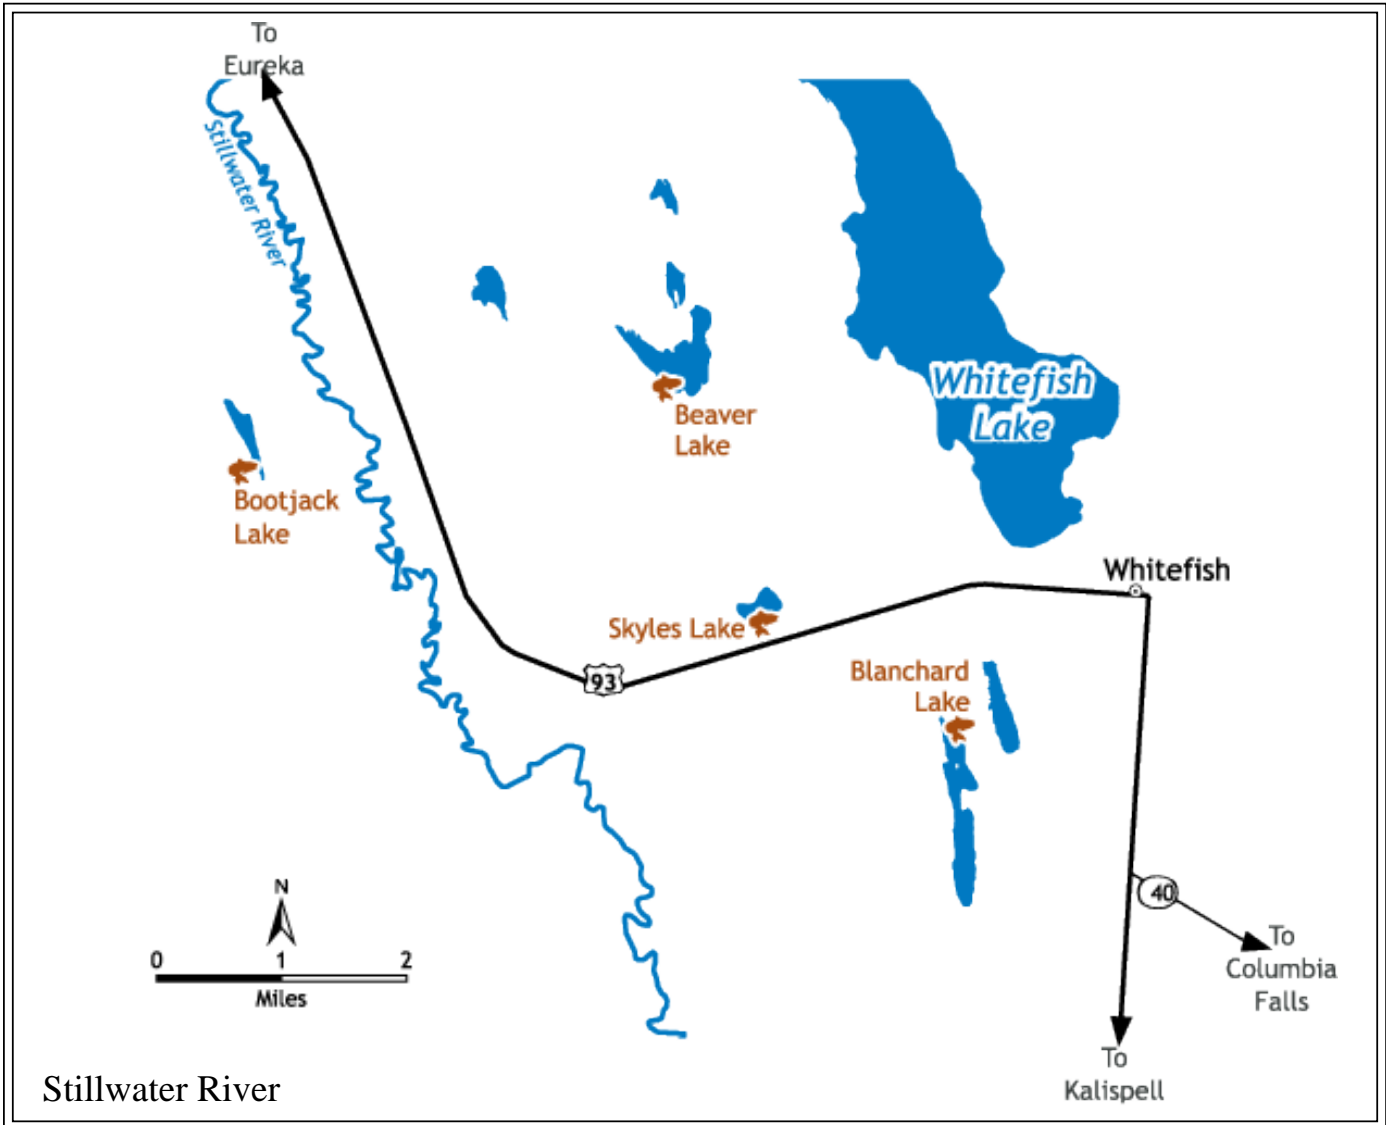 To
Eureka
Stillwater River
Whitefish
Lake
Beaver
Lake
Bootjack
Lake
Whitefish
Skyles Lake
93
Blanchard
Lake
N
0 1 2
Miles
40
To
Columbia
Falls
To
Kalispell
Stillwater River